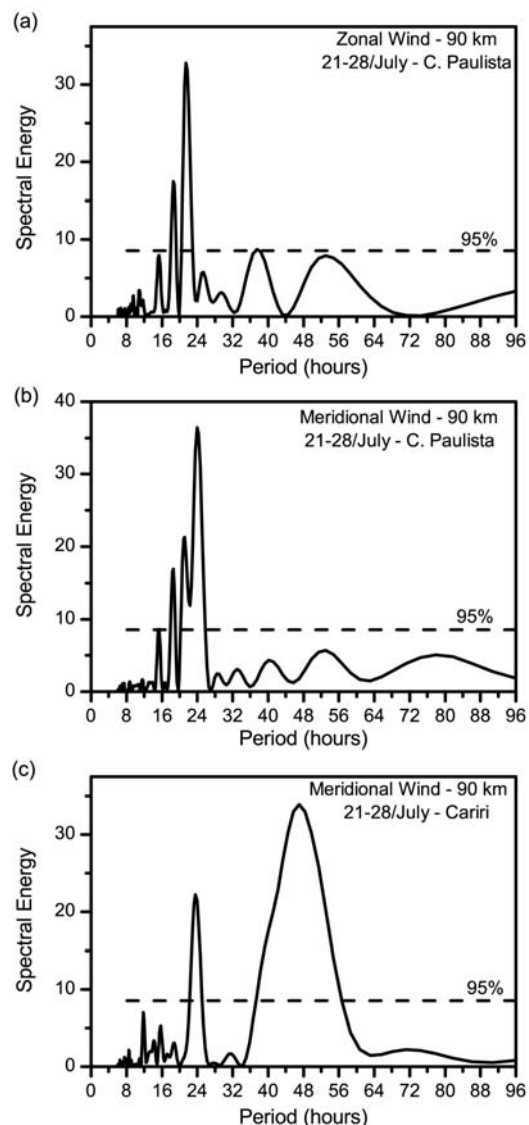 (a)
Zonal Wind - 90 km
21-28/July - C. Paulista
Spectral Energy
30
20
10
0
95%
0 8 16 24 32 40 48 56 64 72 80 88 96
Period (hours)
(b)
Meridional Wind - 90 km
21-28/July - C. Paulista
Spectral Energy
40
30
20
10
0
95%
0 8 16 24 32 40 48 56 64 72 80 88 96
Period (hours)
(c)
Meridional Wind - 90 km
21-28/July - Cariri
Spectral Energy
30
20
10
0
95%
0 8 16 24 32 40 48 56 64 72 80 88 96
Period (hours)